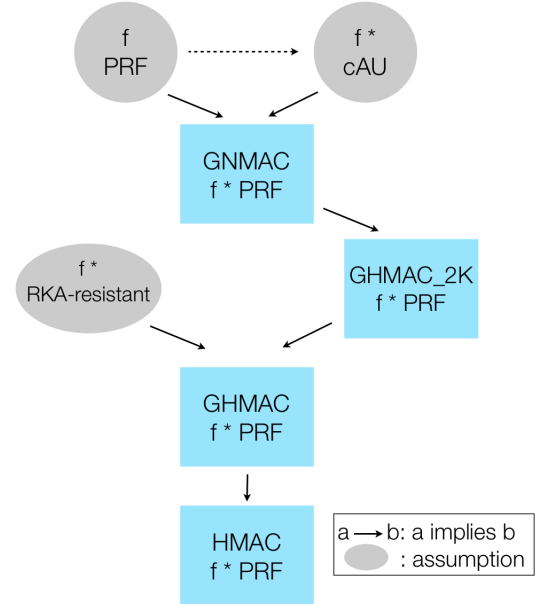 f
PRF
f *
cAU
GNMAC
f * PRF
f *
RKA-resistant
GHMAC_2K
f * PRF
GHMAC
f * PRF
HMAC
f * PRF
a → b: a implies b
: assumption